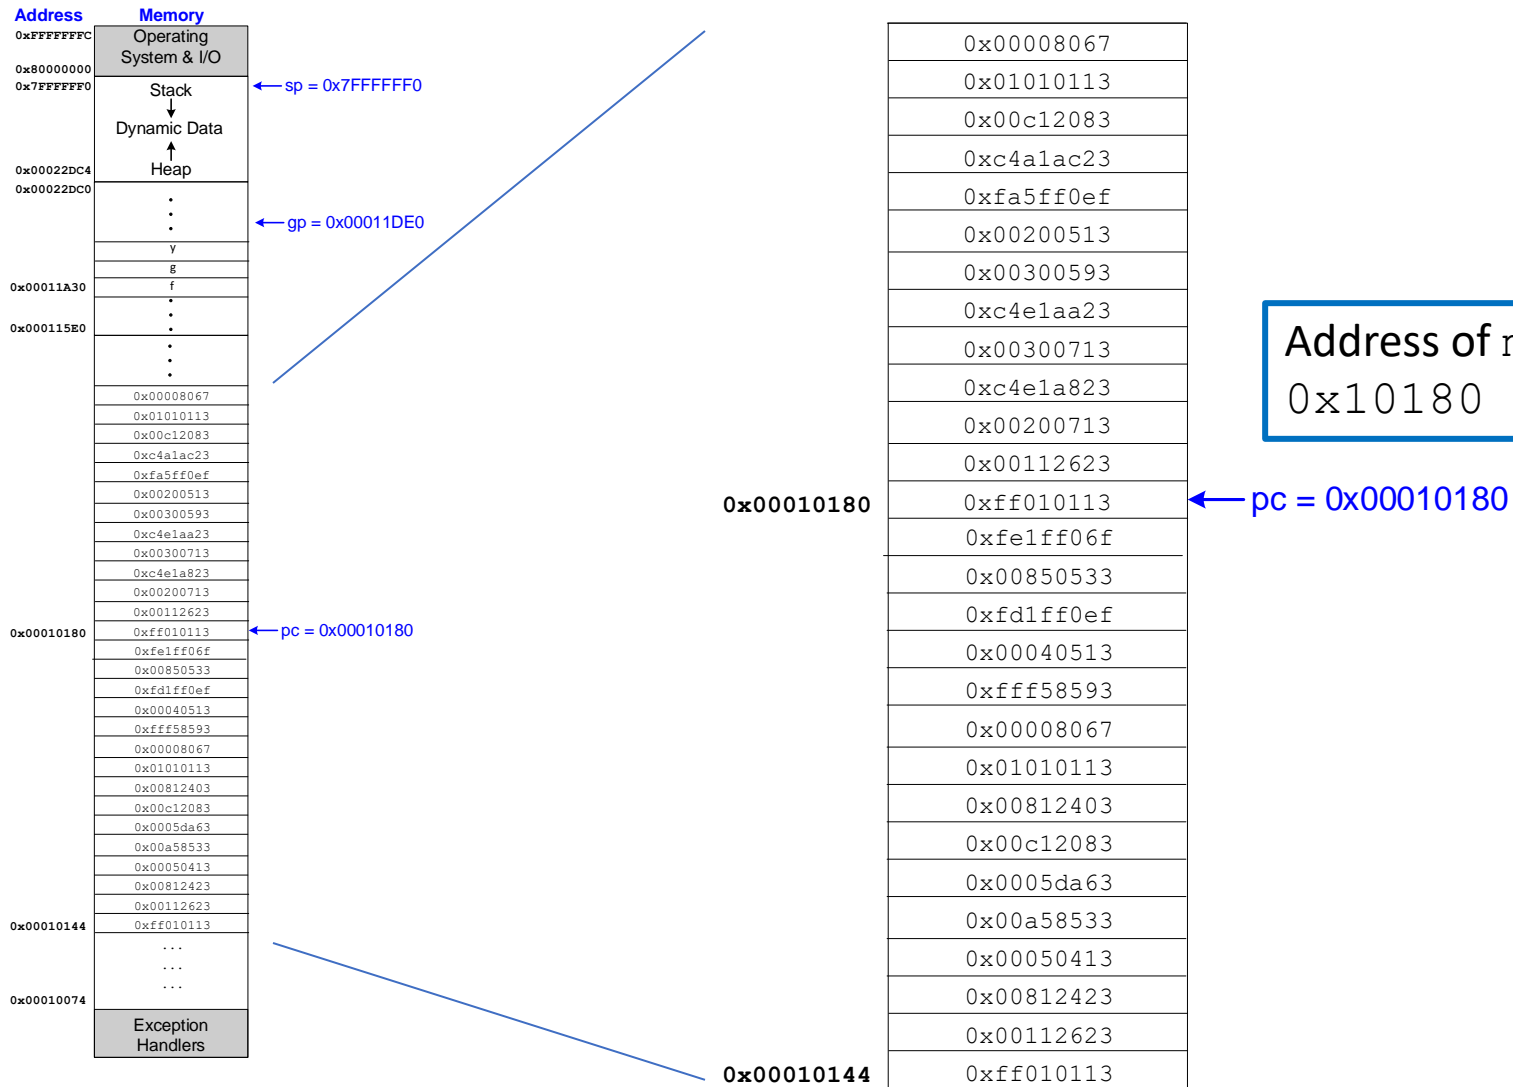 Address Memory
0xFFFFFFFC
Operating
System & I/O
0x80000000
0x7FFFFFF0
Stack
sp = 0x7FFFFFF0
Dynamic Data
0x00022DC4
Heap
0x00022DC0
gp = 0x00011DE0
y
g
0x00011A30 f
0x000115E0
0x00008067
0x01010113
0x00c12083
0xc4a1ac23
0xfa5ff0ef
0x00200513
0x00300593
0xc4e1aa23
0x00300713
0xc4e1a823
0x00200713
0x00112623
0x00010180 0xff010113 pc = 0x00010180
0xfe1ff06f
0x00850533
0xfd1ff0ef
0x00040513
0xfff58593
0x00008067
0x01010113
0x00812403
0x00c12083
0x0005da63
0x00a58533
0x00050413
0x00812423
0x00112623
0x00010144 0xff010113
...
...
...
0x00010074
Exception
Handlers
0x00008067
0x01010113
0x00c12083
0xc4a1ac23
0xfa5ff0ef
0x00200513
0x00300593
0xc4e1aa23
0x00300713
0xc4e1a823
0x00200713
0x00112623
0x00010180 0xff010113 pc = 0x00010180
0xfe1ff06f
0x00850533
0xfd1ff0ef
0x00040513
0xfff58593
0x00008067
0x01010113
0x00812403
0x00c12083
0x0005da63
0x00a58533
0x00050413
0x00812423
0x00112623
0x00010144 0xff010113
Address of
0x10180